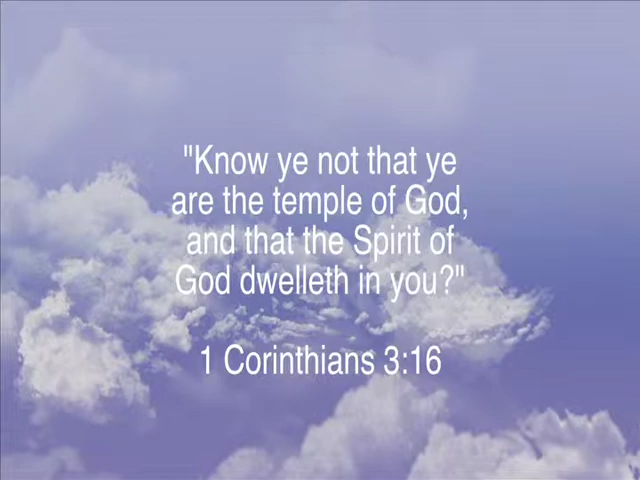 "Know ye not that ye
are the temple of God,
and that the Spirit of
God dwelleth in you?"
1 Corinthians 3:16